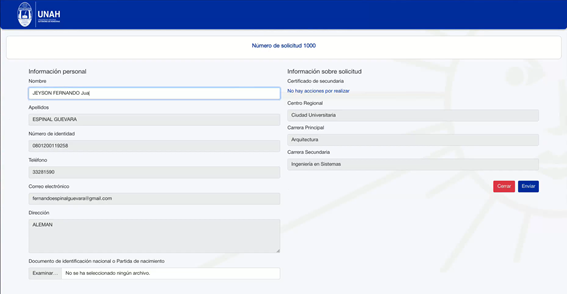 UNAH
Numero de solicitud 1000
Información personal
Nombre
JEYSON FERNANDO Jua
Apellidos
ESPINAL GUEVARA
Número de identidad
0801200119258
Teléfono
33281590
Correo electrónico
fernandoespinalguevara@gmail.com
Dirección
ALEMAN
Documento de identificación nacional o Partida de nacimiento
Examinar... No se ha seleccionado ningún archivo.
Información sobre solicitud
Certificado de secundaria
No hay acciones por realizar
Centro Regional
Ciudad Universitaria
Carrera Principal
Arquitectura
Carrera Secundaria
Ingeniería en Sistemas
Cerrar Enviar